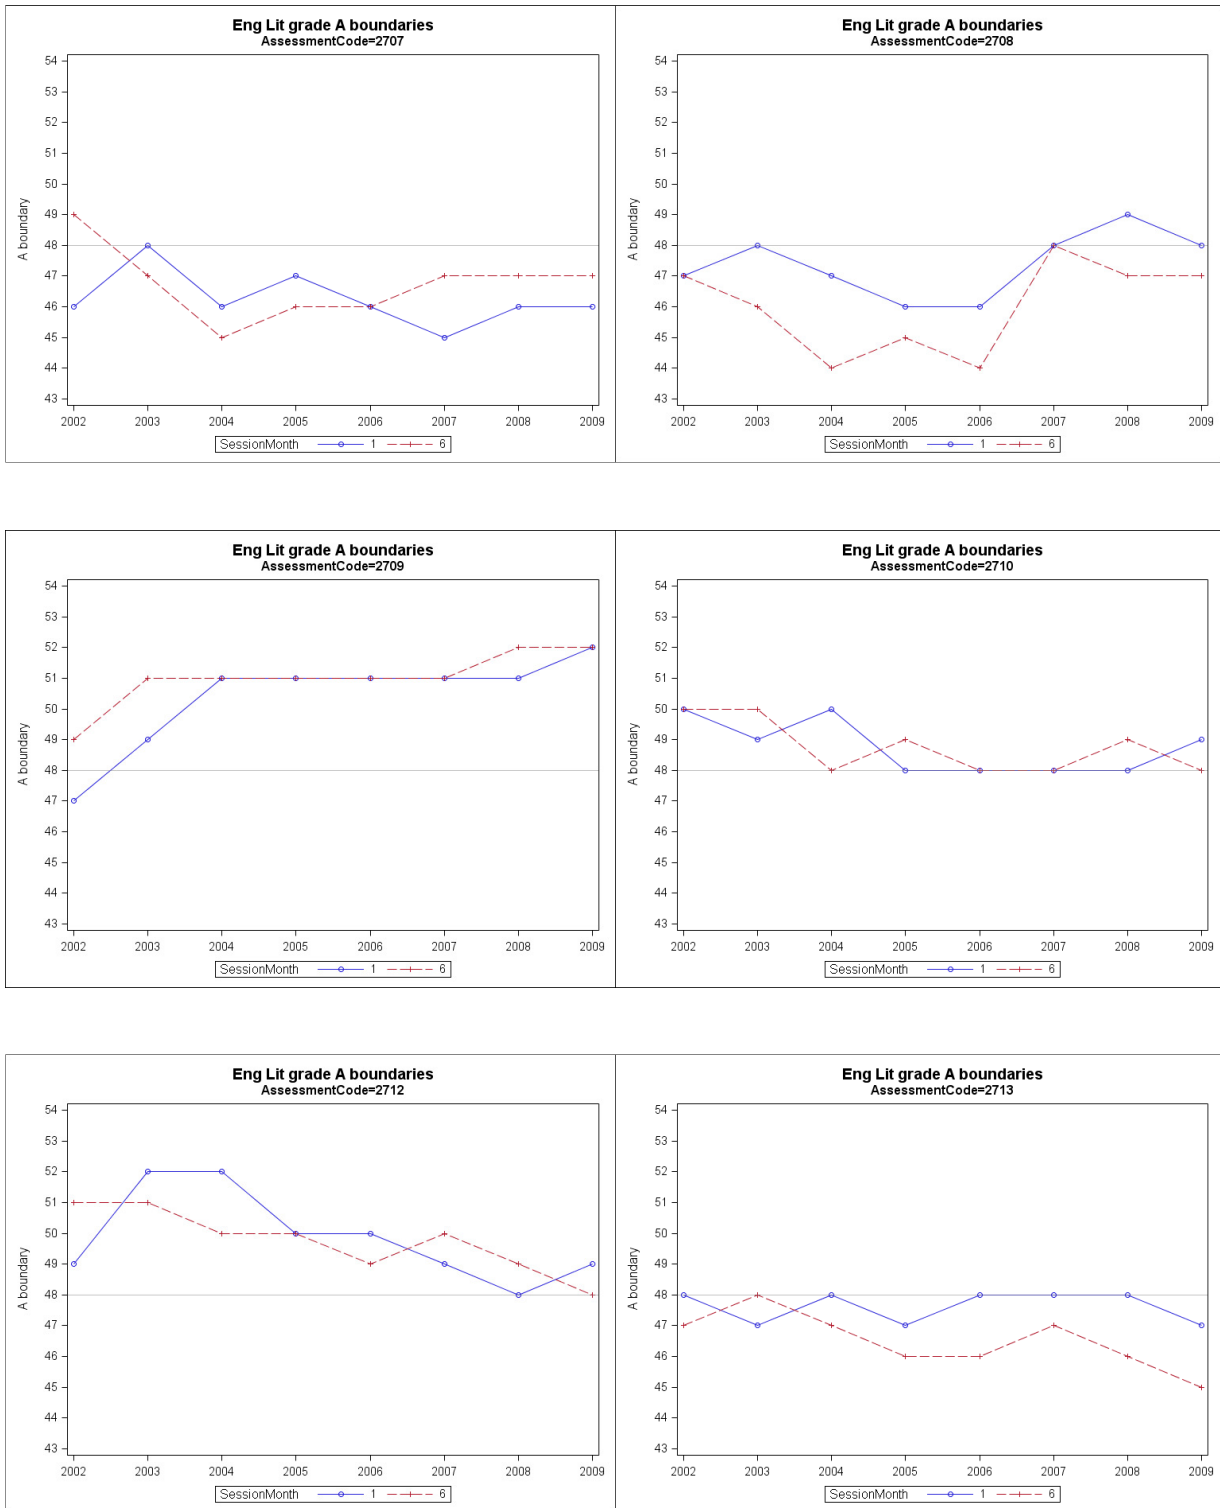 Eng Lit grade A boundaries
AssessmentCode=2707
A boundary
54
53
52
51
50
49
48
47
46
45
44
43
2002 2003 2004 2005 2006 2007 2008 2009
SessionMonth 1 6
Eng Lit grade A boundaries
AssessmentCode=2708
A boundary
54
53
52
51
50
49
48
47
46
45
44
43
2002 2003 2004 2005 2006 2007 2008 2009
SessionMonth 1 6
Eng Lit grade A boundaries
AssessmentCode=2709
A boundary
54
53
52
51
50
49
48
47
46
45
44
43
2002 2003 2004 2005 2006 2007 2008 2009
SessionMonth 1 6
Eng Lit grade A boundaries
AssessmentCode=2710
A boundary
54
53
52
51
50
49
48
47
46
45
44
43
2002 2003 2004 2005 2006 2007 2008 2009
SessionMonth 1 6
Eng Lit grade A boundaries
AssessmentCode=2712
A boundary
54
53
52
51
50
49
48
47
46
45
44
43
2002 2003 2004 2005 2006 2007 2008 2009
SessionMonth 1 6
Eng Lit grade A boundaries
AssessmentCode=2713
A boundary
54
53
52
51
50
49
48
47
46
45
44
43
2002 2003 2004 2005 2006 2007 2008 2009
SessionMonth 1 6